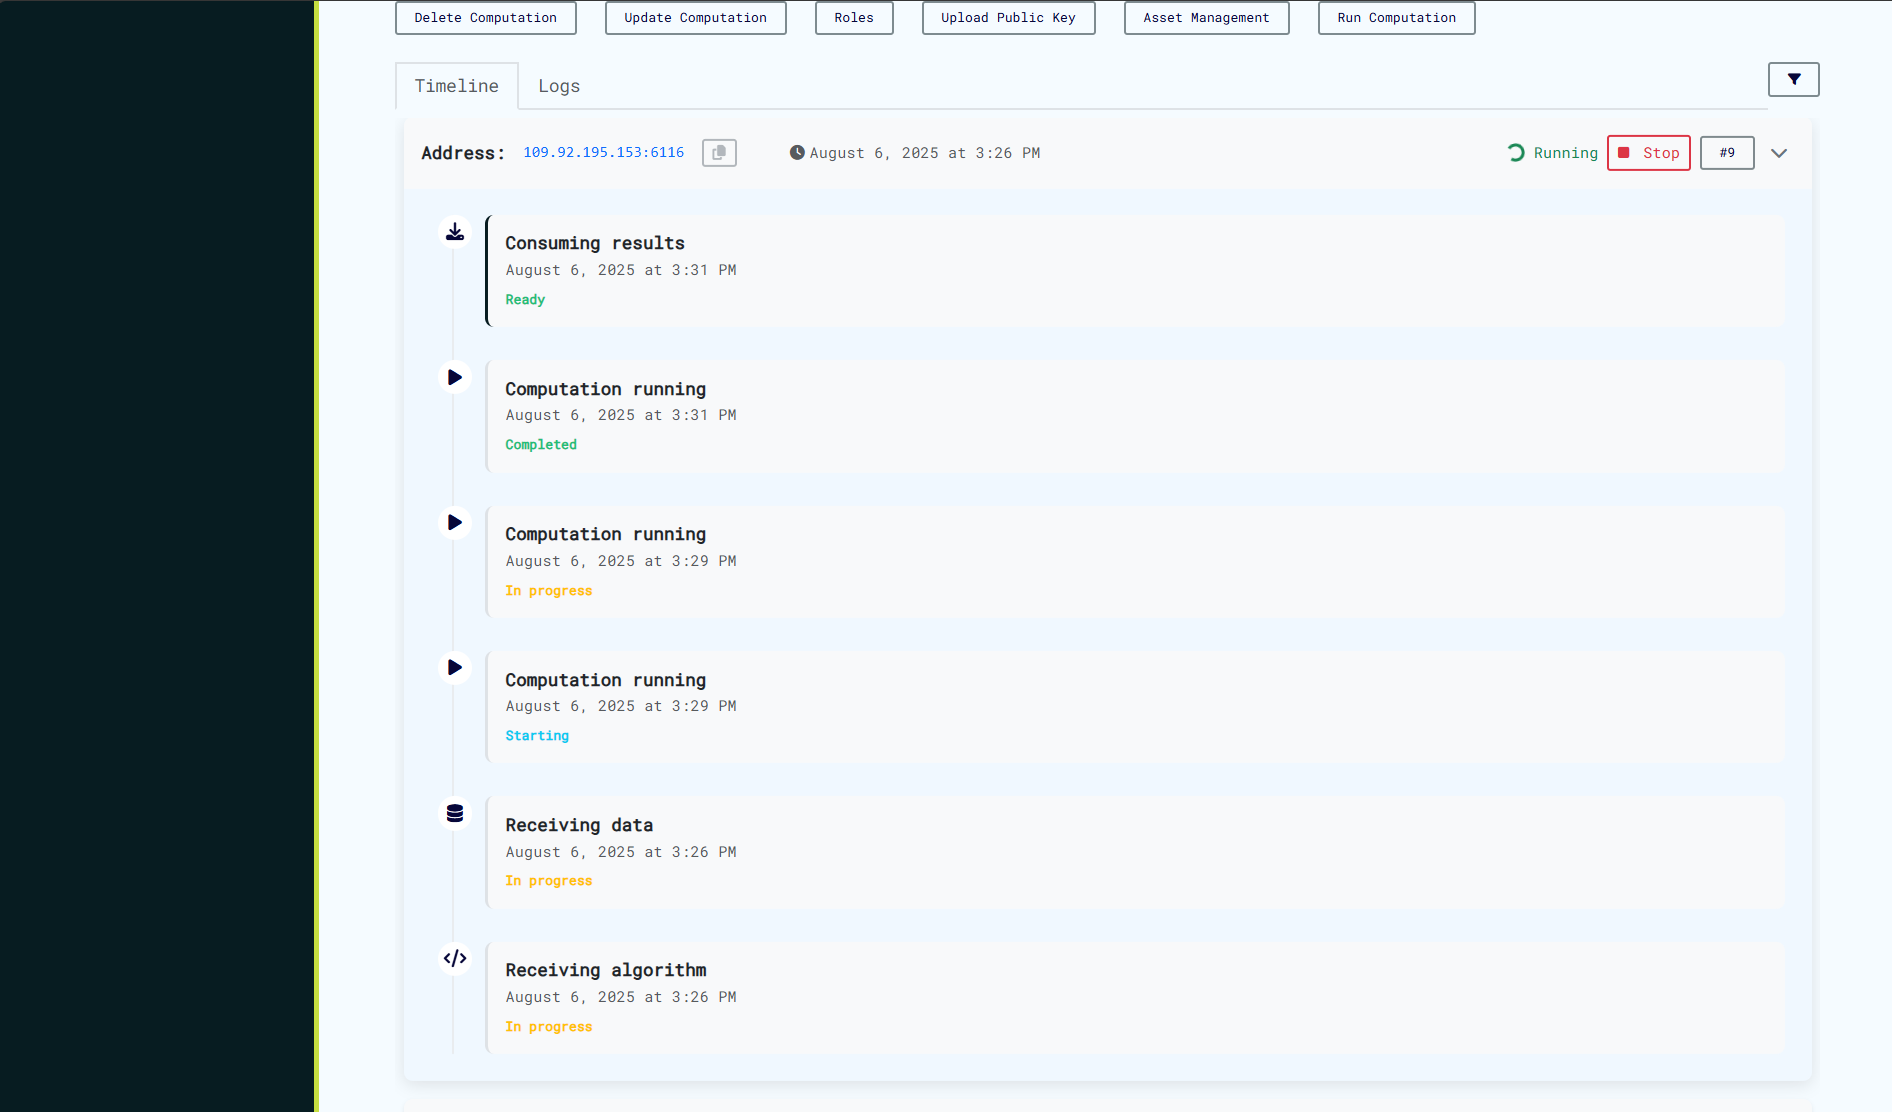 Delete Computation Update Computation Roles Upload Public Key Asset Management Run Computation
Timeline Logs
Address: 109.92.195.153:6116 August 6, 2025 at 3:26 PM Running Stop #9
Consuming results
August 6, 2025 at 3:31 PM
Ready
Computation running
August 6, 2025 at 3:31 PM
Completed
Computation running
August 6, 2025 at 3:29 PM
In progress
Computation running
August 6, 2025 at 3:29 PM
Starting
Receiving data
August 6, 2025 at 3:26 PM
In progress
Receiving algorithm
August 6, 2025 at 3:26 PM
In progress